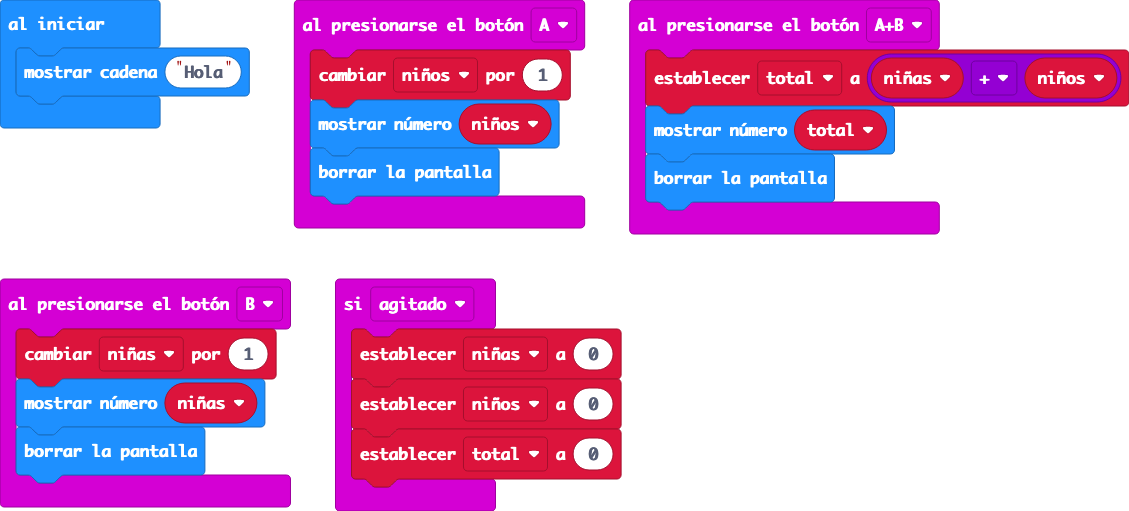 al iniciar
mostrar cadena "Hola"
al presionarse el botón A
cambiar niños por 1
mostrar número niños
borrar la pantalla
al presionarse el botón A+B
establecer total a niñas + niños
mostrar número total
borrar la pantalla
al presionarse el botón B
cambiar niñas por 1
mostrar número niñas
borrar la pantalla
si agitado
establecer niñas a 0
establecer niños a 0
establecer total a 0